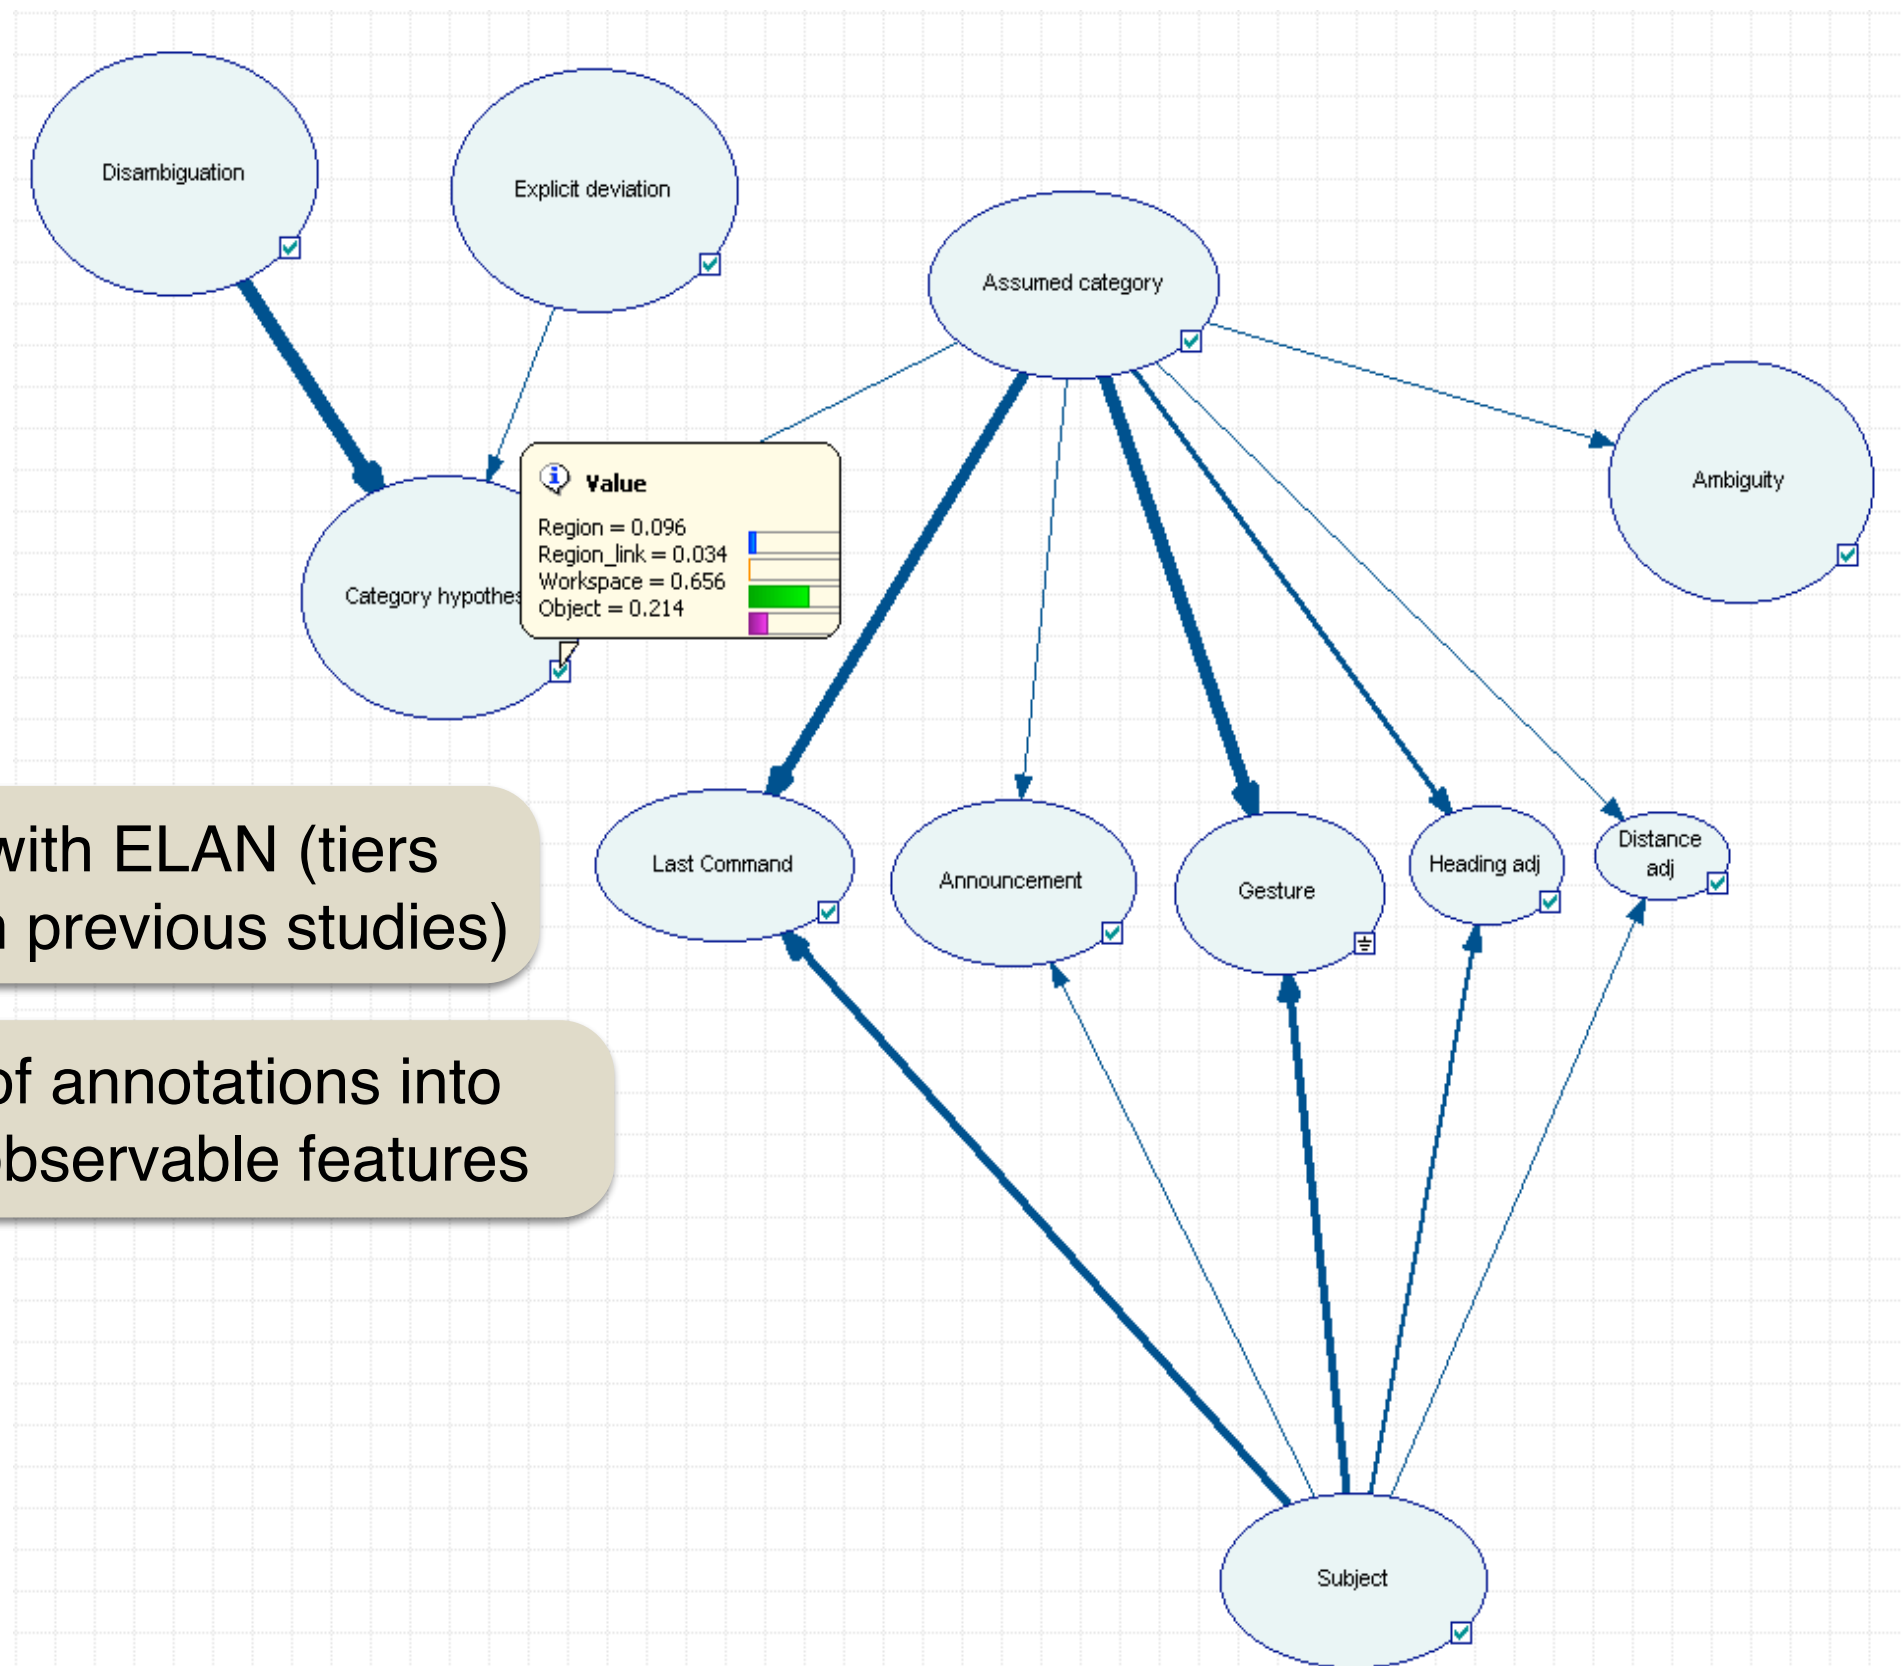 Disambiguation
Explicit deviation
Assumed category
Ambiguity
Value
Region = 0.096
Region_link = 0.034
Workspace = 0.656
Object = 0.214
Category hypothes
with ELAN (tiers
previous studies)
Last Command
Announcement
Gesture
Heading adj
Distance
adj
of annotations into
observable features
Subject